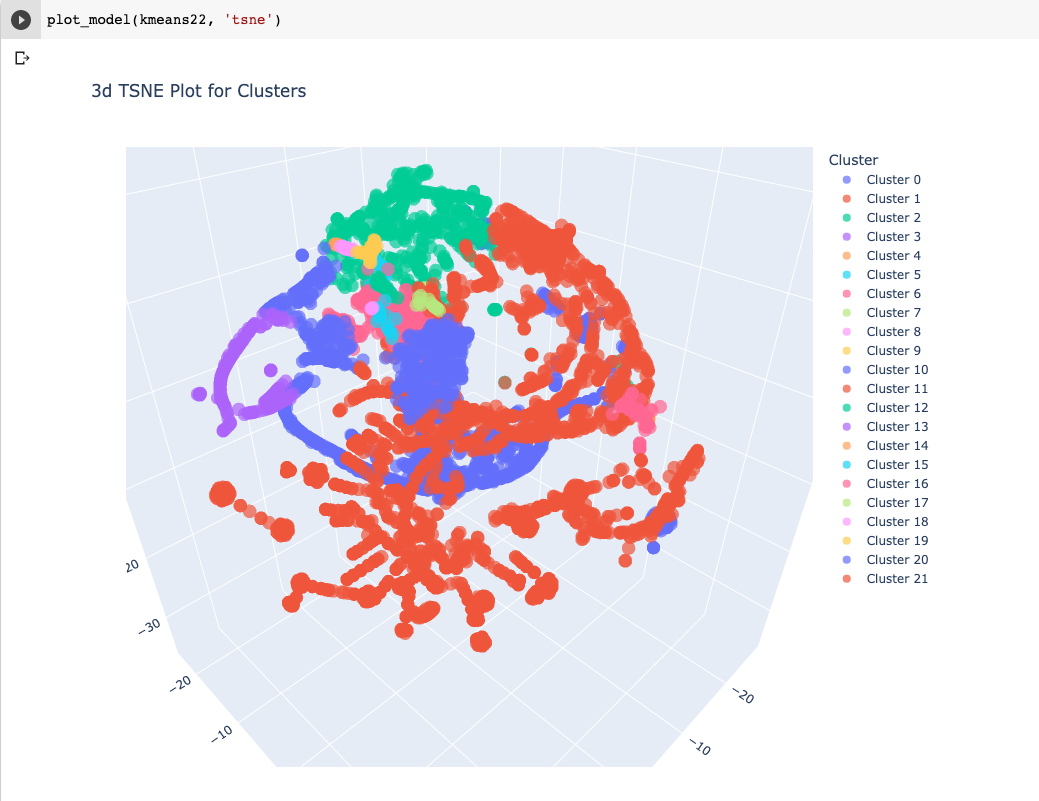 plot_model(kmeans22, 'tsne')
3d TSNE Plot for Clusters
Cluster
Cluster 0
Cluster 1
Cluster 2
Cluster 3
Cluster 4
Cluster 5
Cluster 6
Cluster 7
Cluster 8
Cluster 9
Cluster 10
Cluster 11
Cluster 12
Cluster 13
Cluster 14
Cluster 15
Cluster 16
Cluster 17
Cluster 18
Cluster 19
Cluster 20
Cluster 21
20
−30
−20
−10
−20
−10